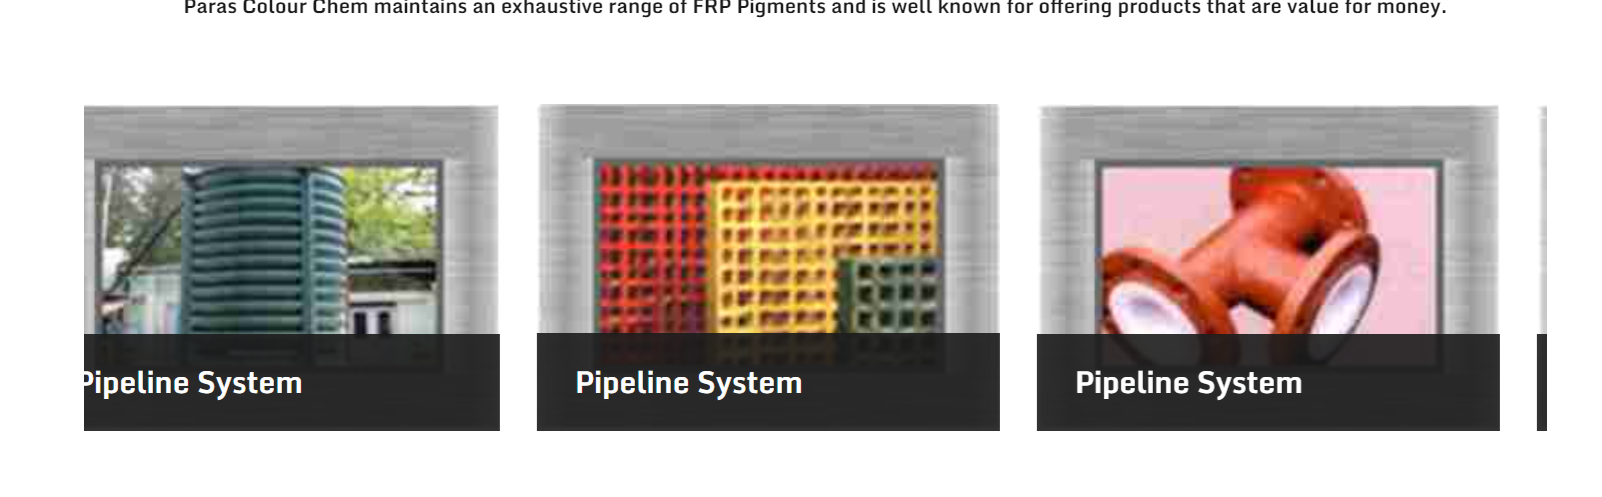 Paras Colour Chem maintains an exhaustive range of FRP Pigments and is well known for offering products that are value for money.
Pipeline System
Pipeline System
Pipeline System